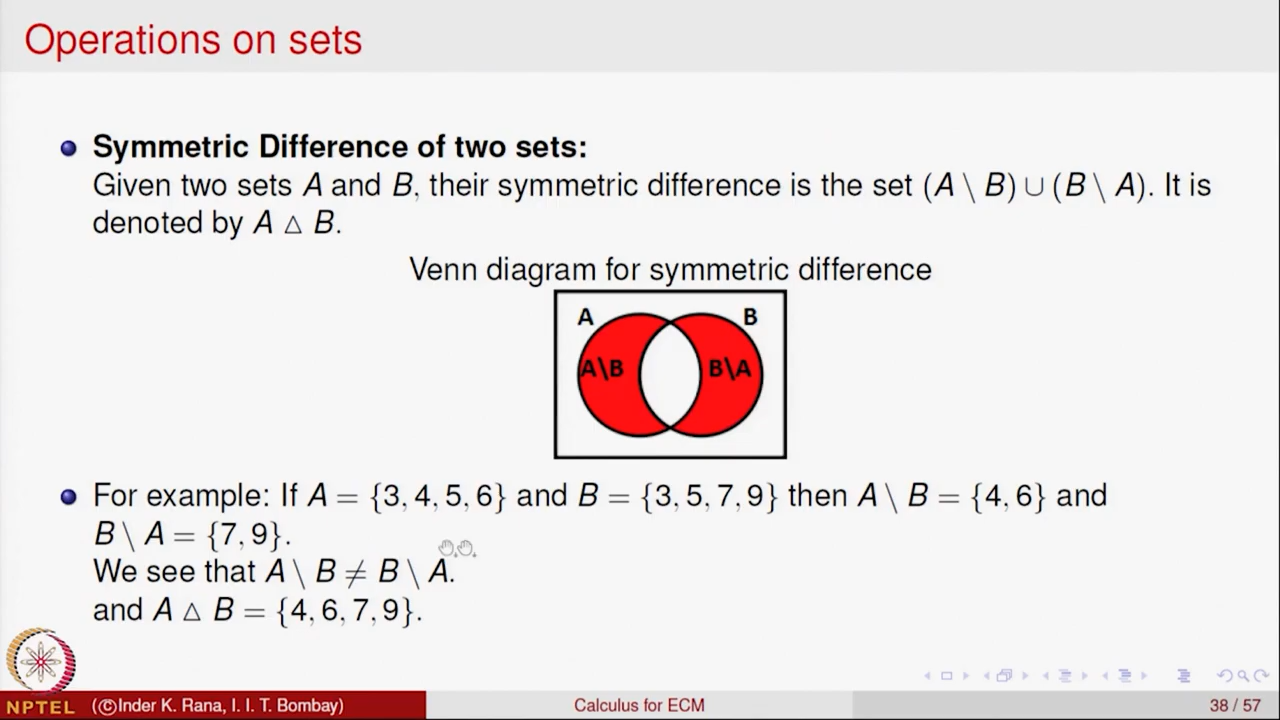 Operations on sets
Symmetric Difference of two sets:
Given two sets A and B, their symmetric difference is the set (A \ B) ∪ (B \ A). It is
denoted by A △ B.
Venn diagram for symmetric difference
A B
A\B B\A
For example: If A = {3, 4, 5, 6} and B = {3, 5, 7, 9} then A \ B = {4, 6} and
B \ A = {7, 9}.
We see that A \ B ≠ B \ A.
and A △ B = {4, 6, 7, 9}.
NPTEL (©Inder K. Rana, I. I. T. Bombay) Calculus for ECM 38 / 57